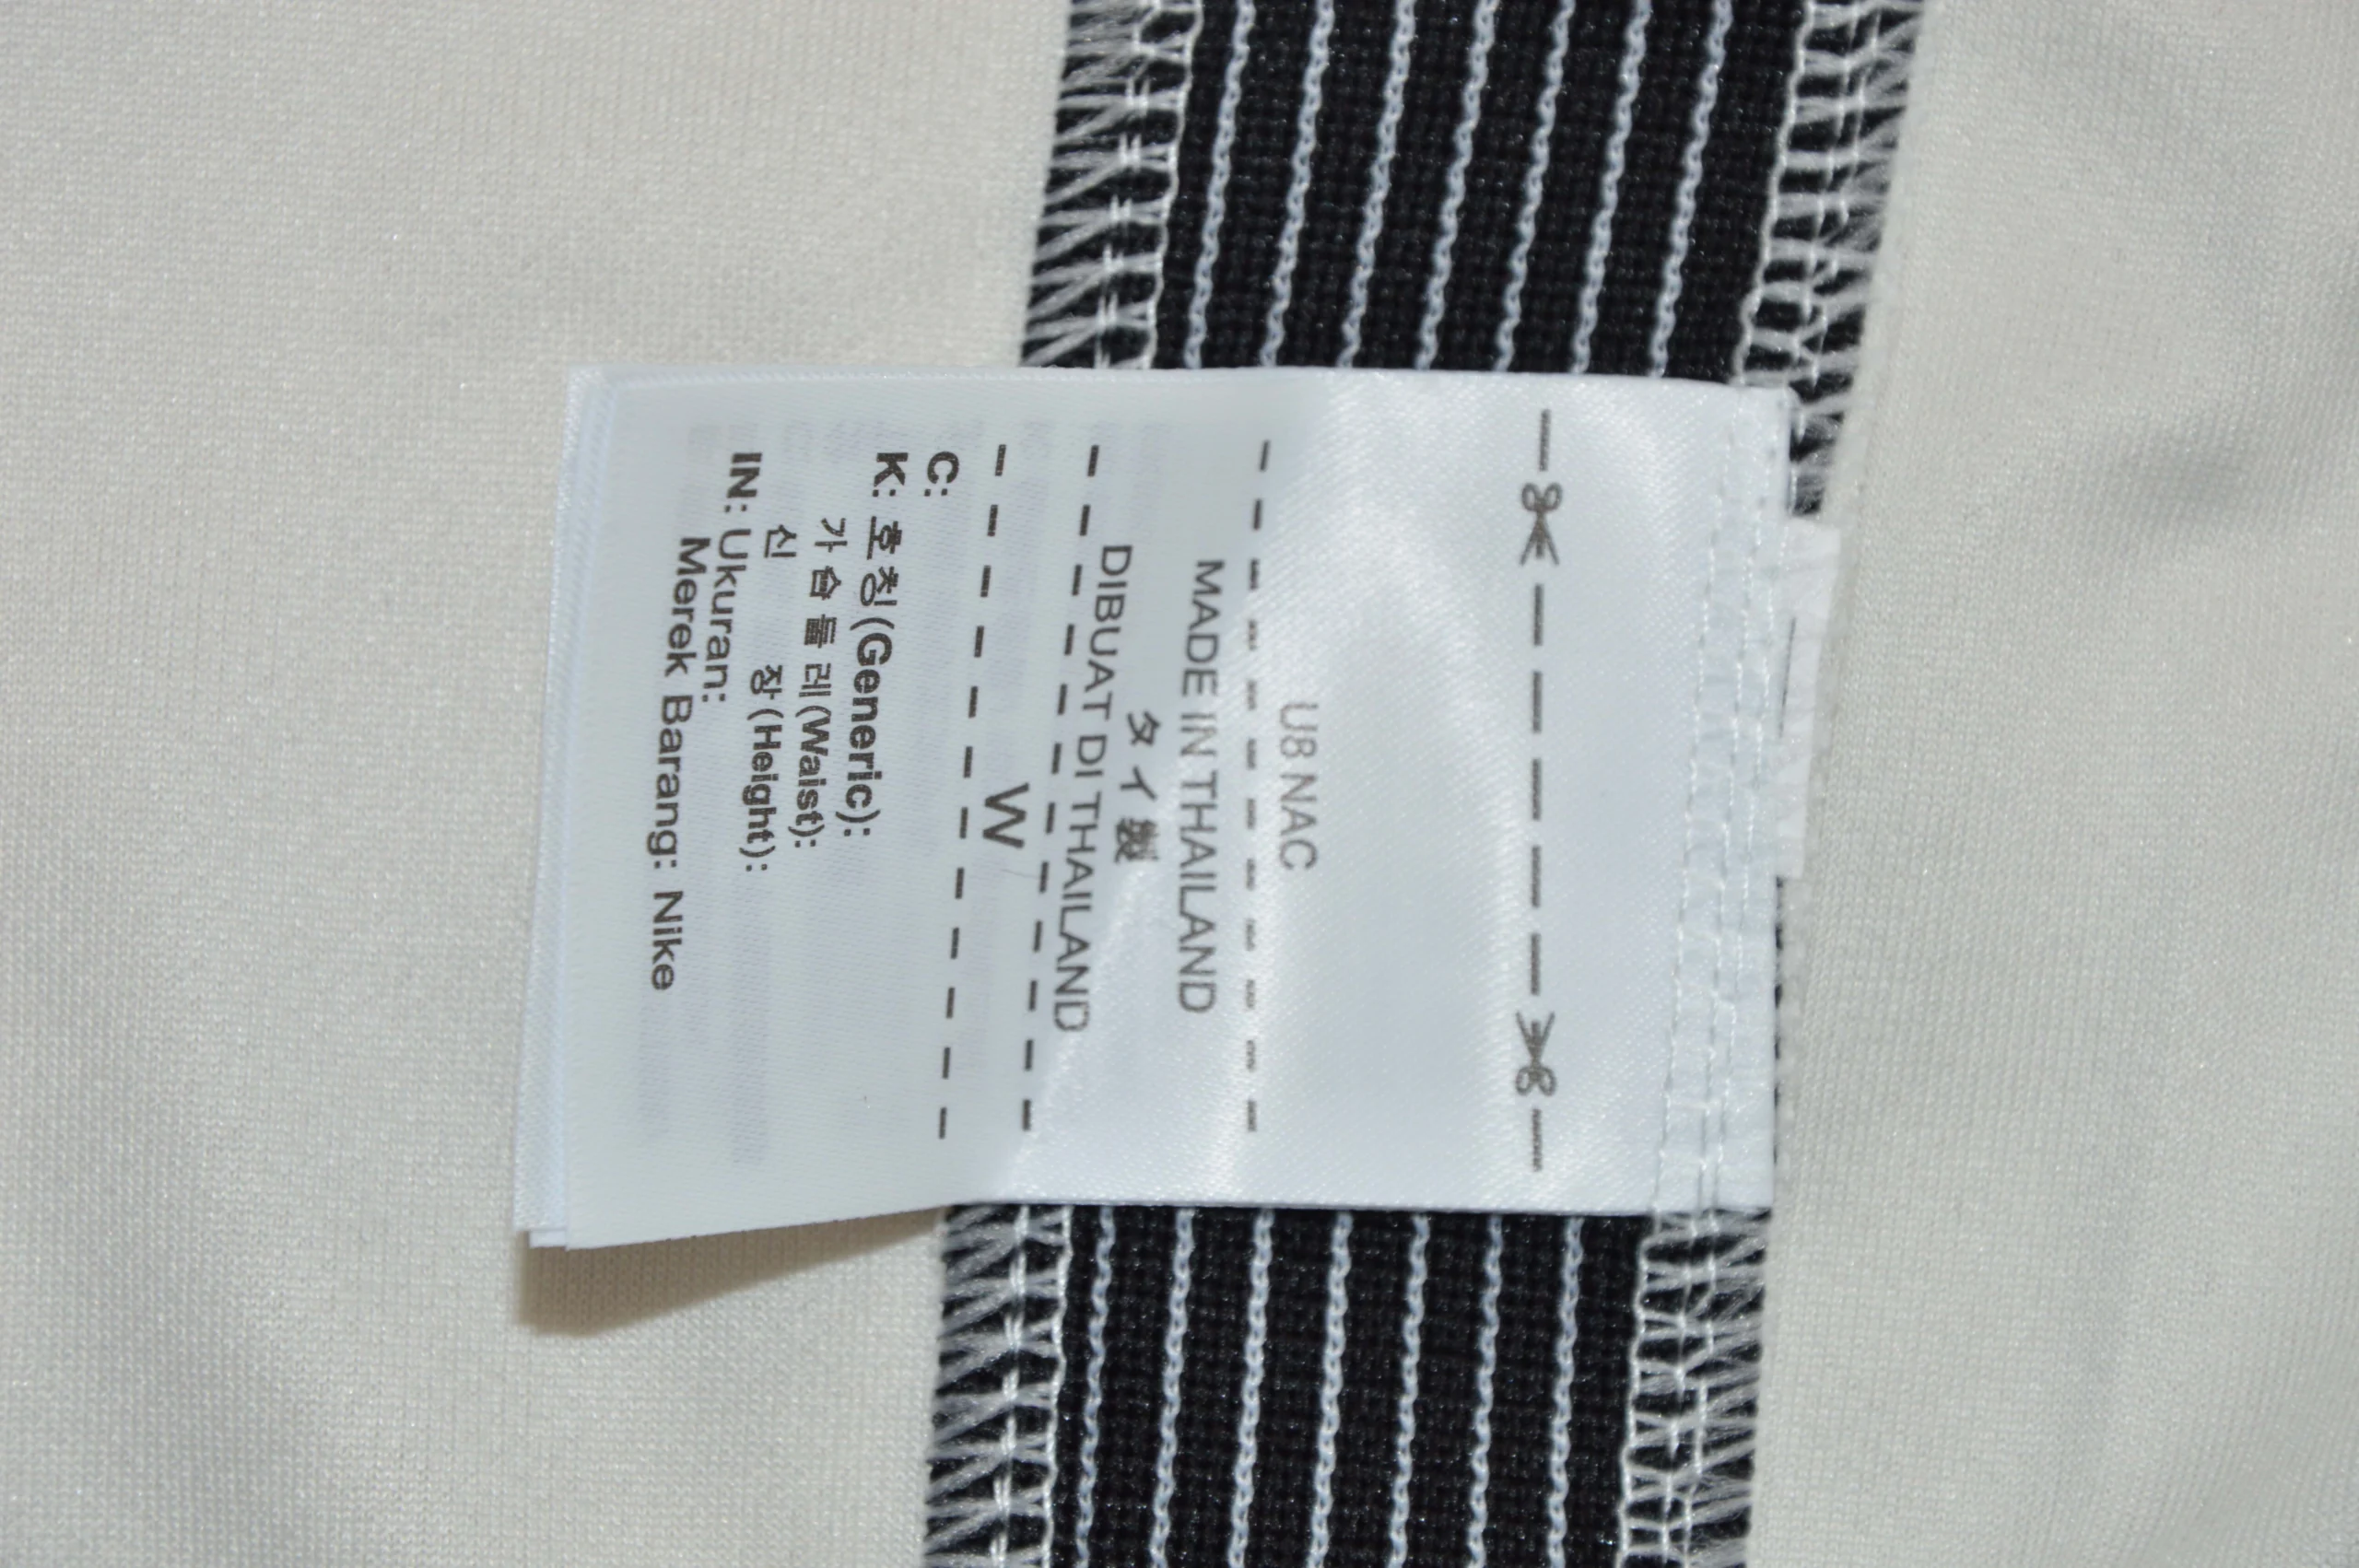 U8 NAC
MADE IN THAILAND
タイ製
DIBUAT DI THAILAND
W
C:
K: 호칭(Generic):
가슴둘레(Waist):
신 장(Height):
IN: Ukuran:
Merek Barang: Nike